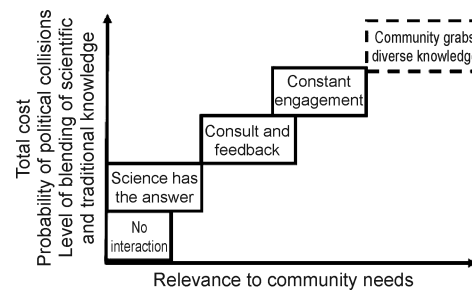 Community grabs
diverse knowledge
Constant
engagement
Consult and
feedback
Science has
the answer
No
interaction
Total cost
Probability of political collisions
Level of blending of scientific
and traditional knowledge
Relevance to community needs